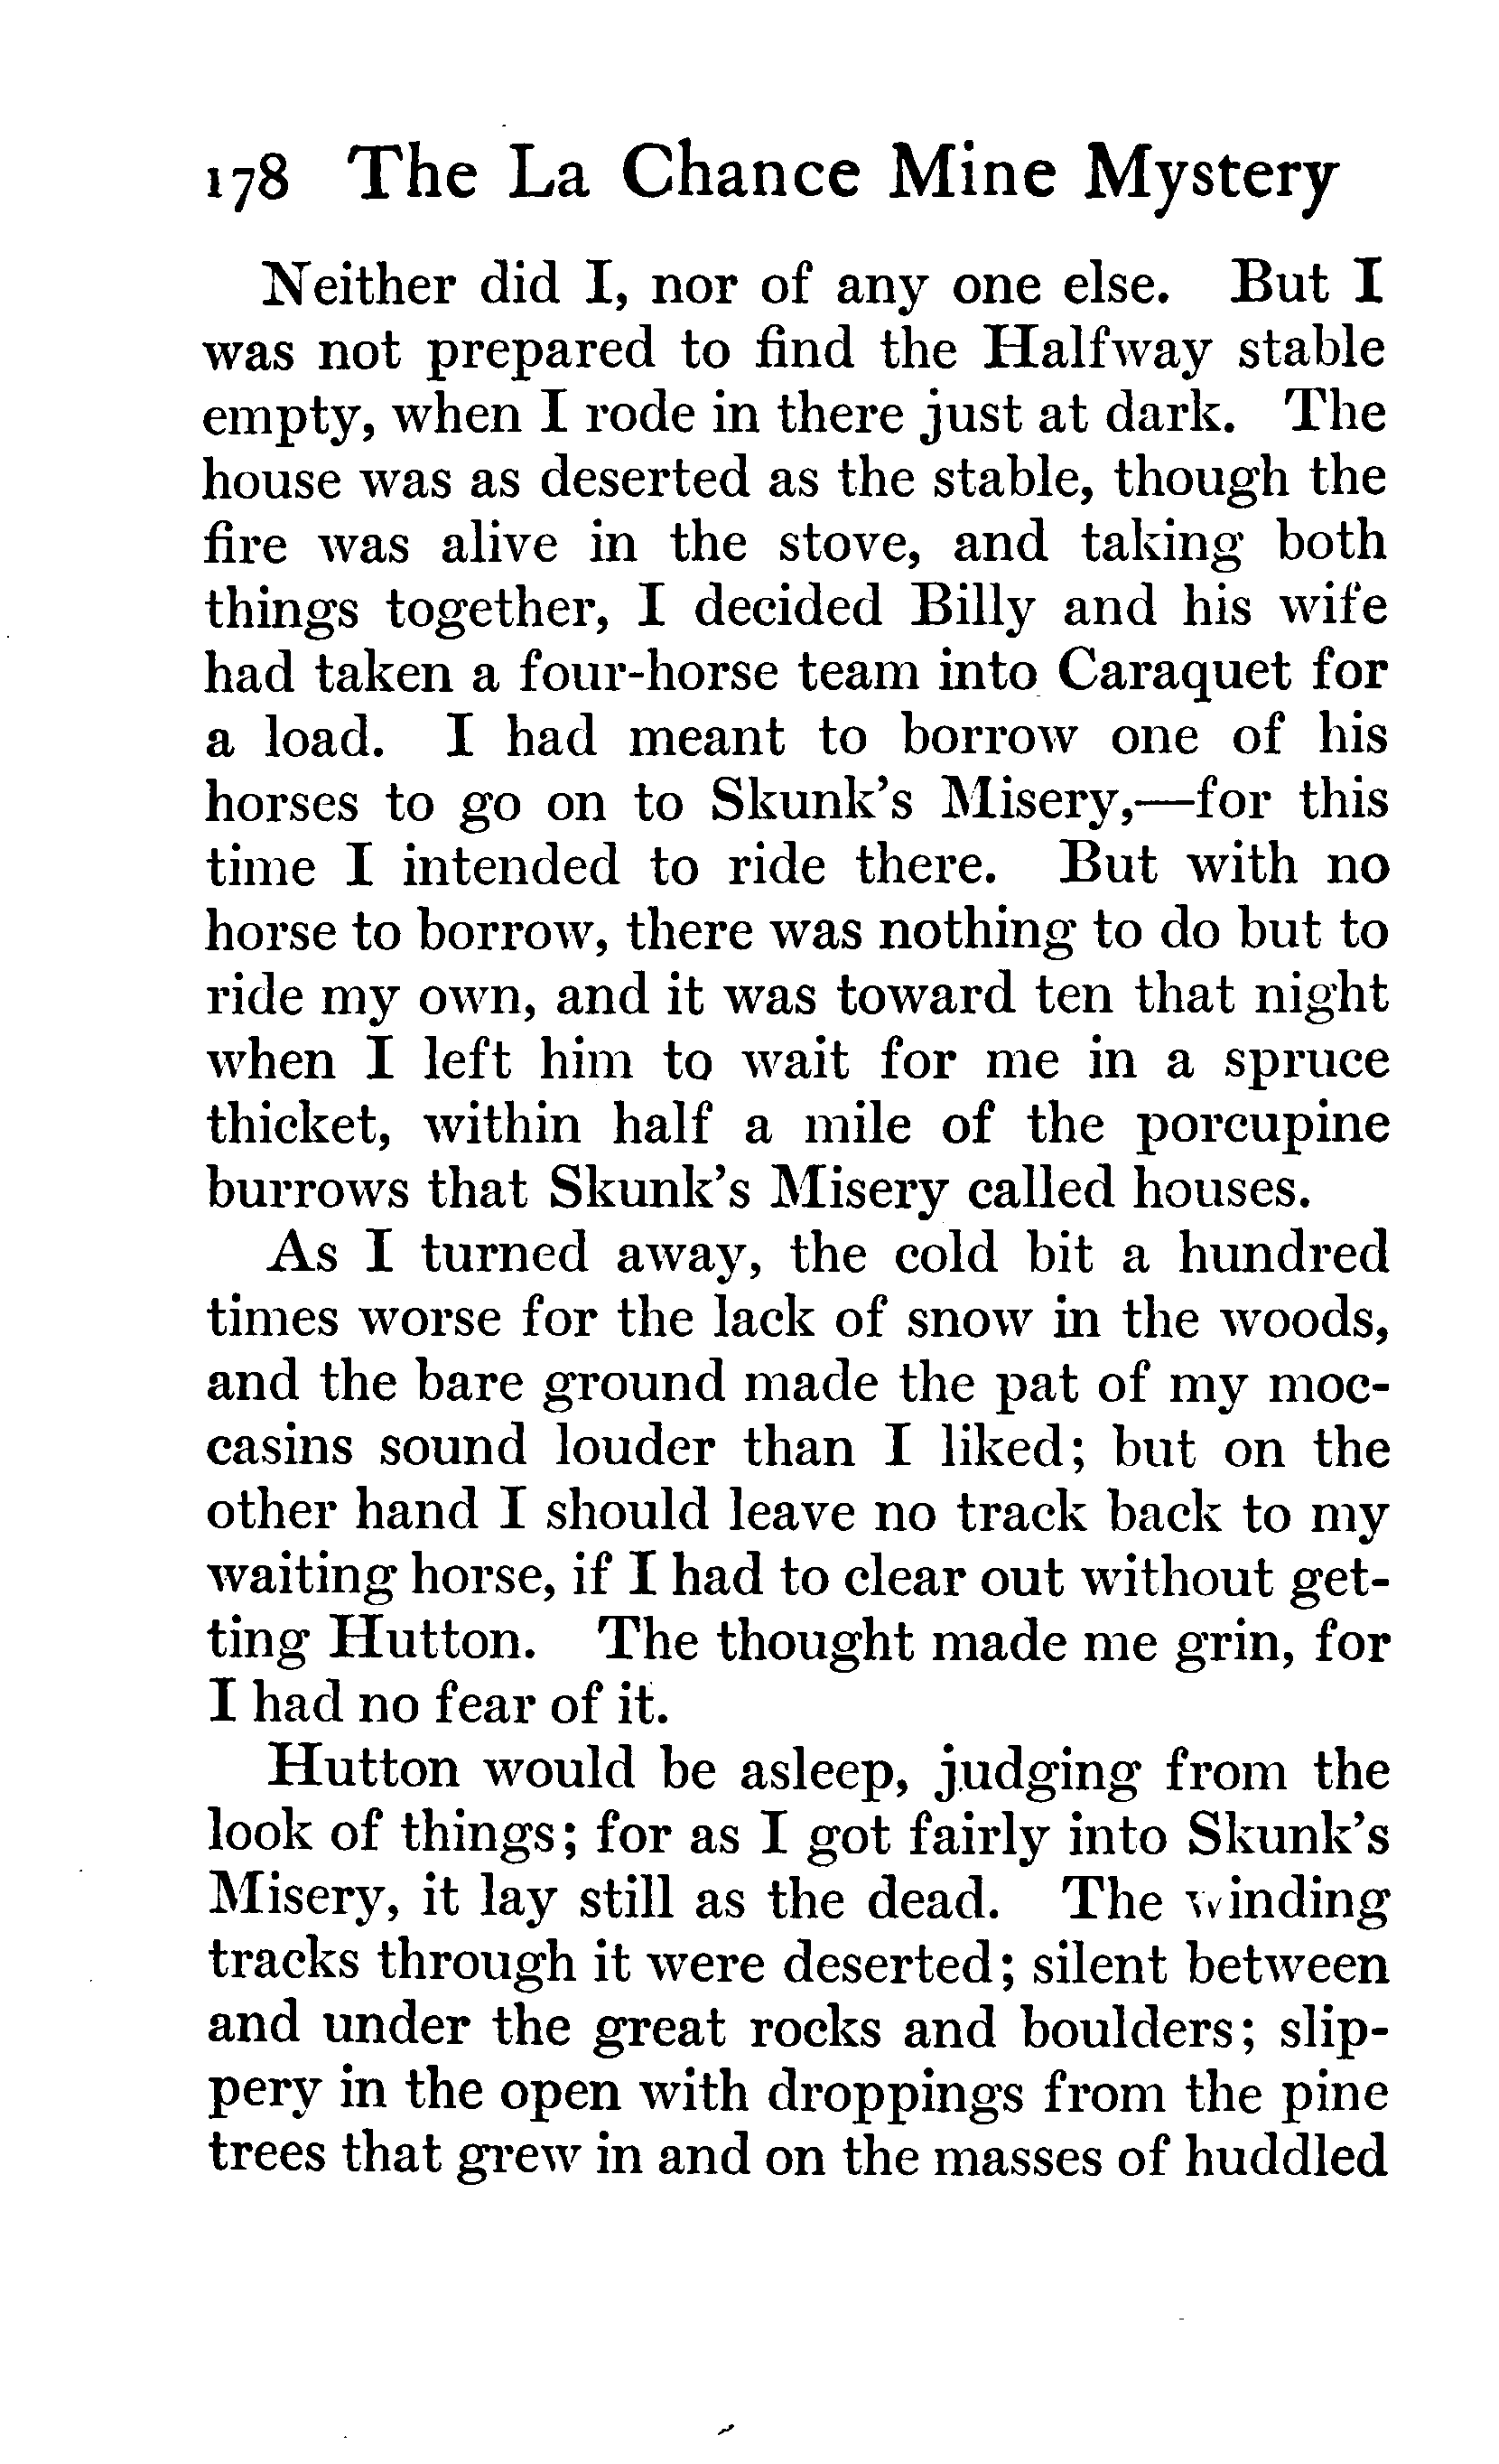 178 The La Chance Mine Mystery
Neither did I, nor of any one else. But I
was not prepared to find the Halfway stable
empty, when I rode in there just at dark. The
house was as deserted as the stable, though the
fire was alive in the stove, and taking both
things together, I decided Billy and his wife
had taken a four-horse team into Caraquet for
a load. I had meant to borrow one of his
horses to go on to Skunk's Misery,—for this
time I intended to ride there. But with no
horse to borrow, there was nothing to do but to
ride my own, and it was toward ten that night
when I left him to wait for me in a spruce
thicket, within half a mile of the porcupine
burrows that Skunk's Misery called houses.
As I turned away, the cold bit a hundred
times worse for the lack of snow in the woods,
and the bare ground made the pat of my moc-
casins sound louder than I liked; but on the
other hand I should leave no track back to my
waiting horse, if I had to clear out without get-
ting Hutton. The thought made me grin, for
I had no fear of it.
Hutton would be asleep, judging from the
look of things; for as I got fairly into Skunk's
Misery, it lay still as the dead. The winding
tracks through it were deserted; silent between
and under the great rocks and boulders; slip-
pery in the open with droppings from the pine
trees that grew in and on the masses of huddled